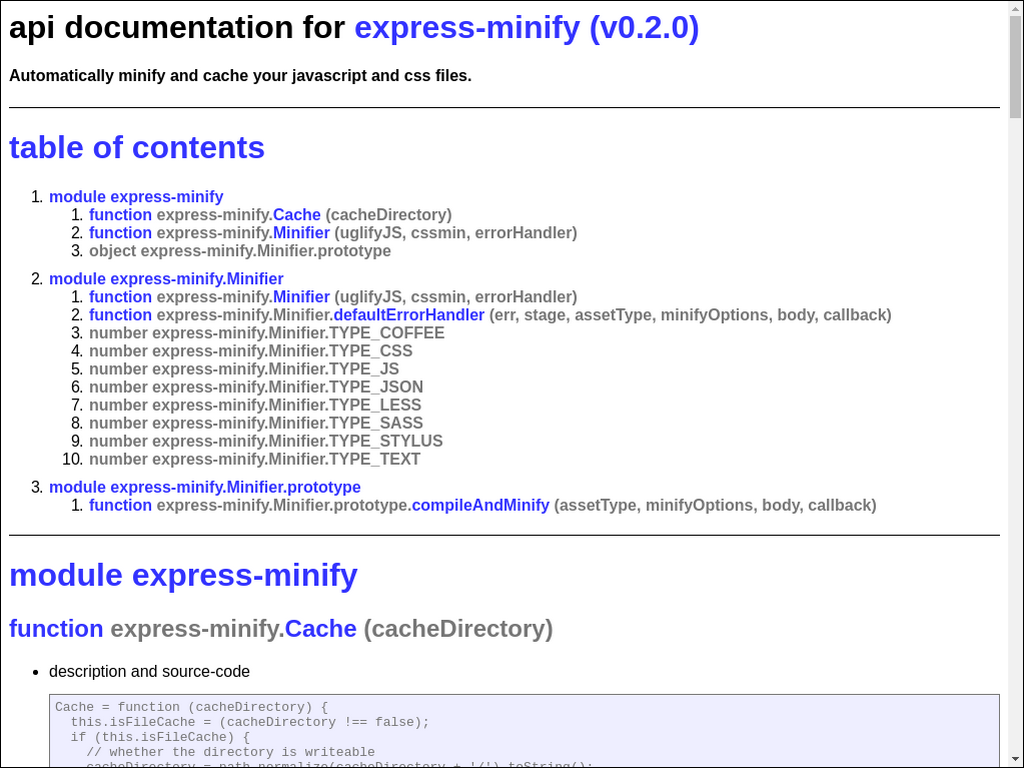 api documentation for express-minify (v0.2.0)
Automatically minify and cache your javascript and css files.
table of contents
1. module express-minify
1. function express-minify.Cache (cacheDirectory)
2. function express-minify.Minifier (uglifyJS, cssmin, errorHandler)
3. object express-minify.Minifier.prototype
2. module express-minify.Minifier
1. function express-minify.Minifier (uglifyJS, cssmin, errorHandler)
2. function express-minify.Minifier.defaultErrorHandler (err, stage, assetType, minifyOptions, body, callback)
3. number express-minify.Minifier.TYPE_COFFEE
4. number express-minify.Minifier.TYPE_CSS
5. number express-minify.Minifier.TYPE_JS
6. number express-minify.Minifier.TYPE_JSON
7. number express-minify.Minifier.TYPE_LESS
8. number express-minify.Minifier.TYPE_SASS
9. number express-minify.Minifier.TYPE_STYLUS
10. number express-minify.Minifier.TYPE_TEXT
3. module express-minify.Minifier.prototype
1. function express-minify.Minifier.prototype.compileAndMinify (assetType, minifyOptions, body, callback)
module express-minify
function express-minify.Cache (cacheDirectory)
• description and source-code
Cache = function (cacheDirectory) {
this.isFileCache = (cacheDirectory !== false);
if (this.isFileCache) {
// whether the directory is writeable
cacheDirectory = path.normalize(cacheDirectory + '/').toString();